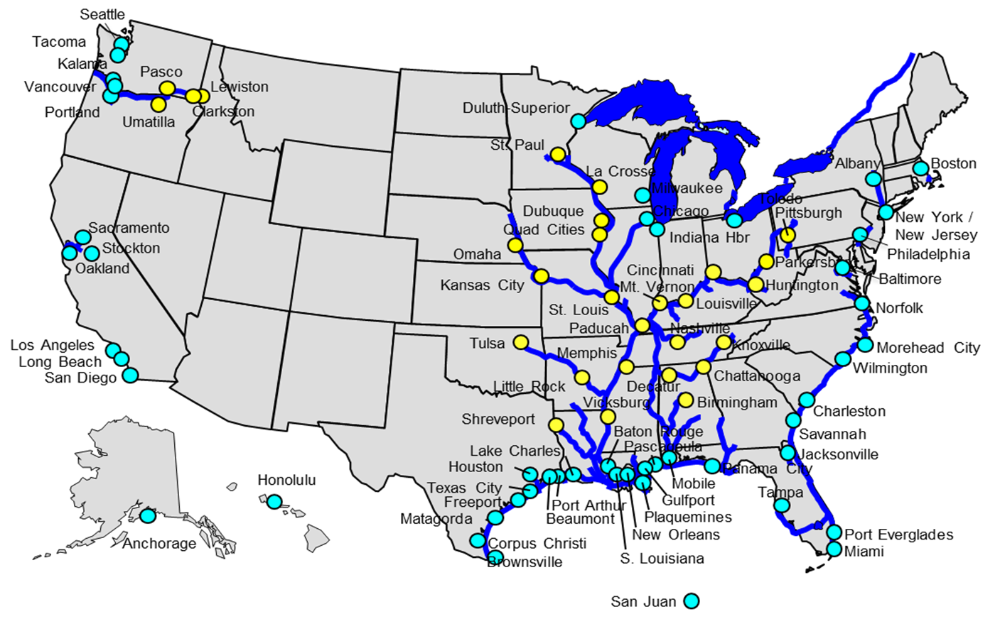 Seattle
Tacoma
Kalama
Pasco
Lewiston
Vancouver
Portland
Clarkston
Umatilla
Duluth-Superior
St. Paul
La Crosse
Albany
Boston
Milwaukee
Toledo
Dubuque
Chicago
Pittsburgh
New York /
New Jersey
Quad Cities
Indiana Hbr
Sacramento
Stockton
Oakland
Omaha
Philadelphia
Parkersburg
Cincinnati
Baltimore
Kansas City
Mt. Vernon
Huntington
Louisville
St. Louis
Norfolk
Paducah
Nashville
Tulsa
Knoxville
Los Angeles
Long Beach
San Diego
Memphis
Morehead City
Wilmington
Chattanooga
Little Rock
Decatur
Vicksburg
Birmingham
Charleston
Shreveport
Baton Rouge
Savannah
Pascagoula
Lake Charles
Jacksonville
Houston
Panama City
Honolulu
Texas City
Mobile
Tampa
Freeport
Port Arthur
Gulfport
Matagorda
Beaumont
Plaquemines
New Orleans
Port Everglades
Anchorage
Corpus Christi
Miami
Brownsville
S. Louisiana
San Juan